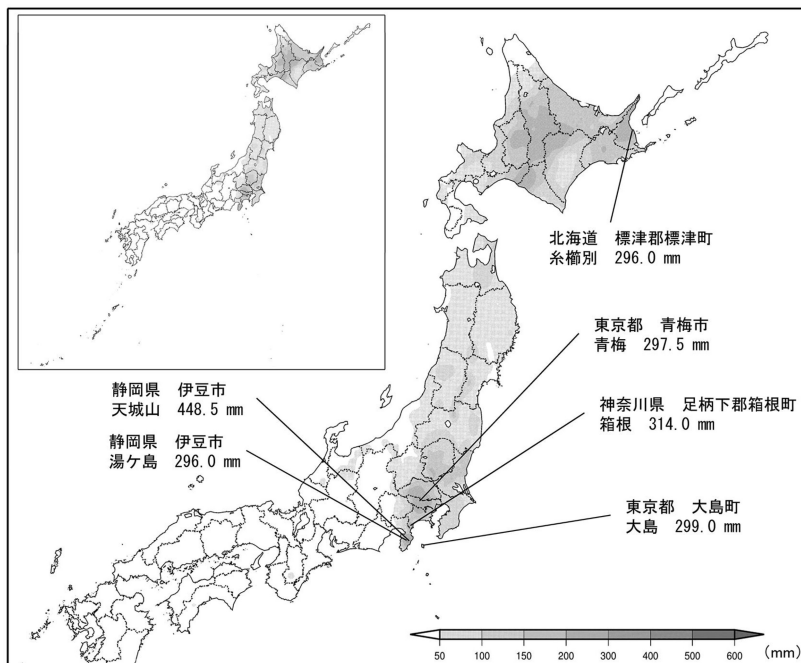 北海道　標津郡標津町
糸櫛別 296.0 mm
東京都　青梅市
青梅 297.5 mm
静岡県　伊豆市
天城山 448.5 mm
神奈川県　足柄下郡箱根町
箱根 314.0 mm
静岡県　伊豆市
湯ケ島 296.0 mm
東京都　大島町
大島 299.0 mm
50 100 200 300 400 500 600 (mm)